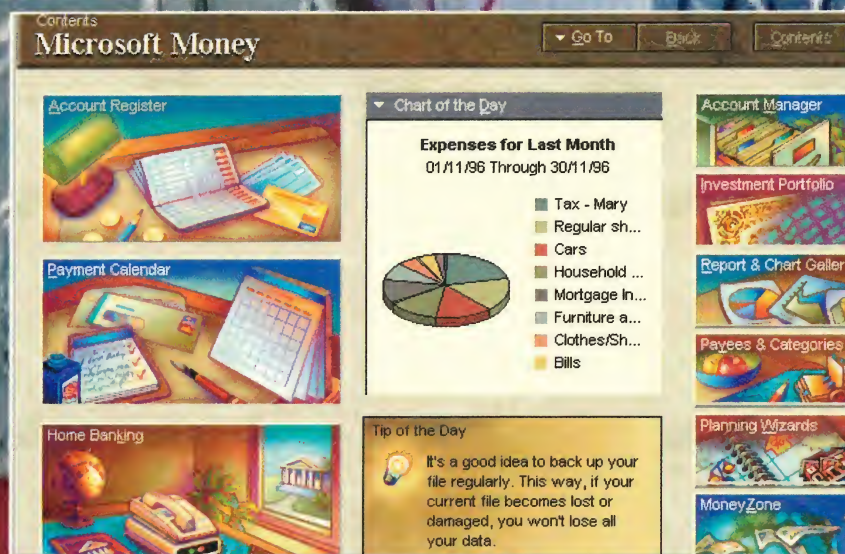 Contents
Microsoft Money
Go To
Back
Contents
Account Register
Chart of the Day
Expenses for Last Month
01/11/96 Through 30/11/96
Tax - Mary
Regular sh...
Cars
Household ...
Mortgage In...
Furniture a...
Clothes/Sh...
Bills
Account Manager
Investment Portfolio
Report & Chart Galler
Payees & Categories
Planning Wizards
MoneyZone
Payment Calendar
Home Banking
Tip of the Day
It's a good idea to back up your
file regularly. This way, if your
current file becomes lost or
damaged, you won't lose all
your data.